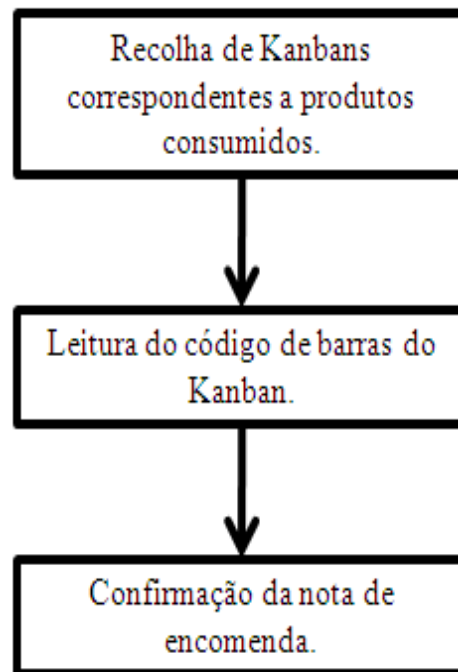 Recolha de Kanbans
correspondentes a produtos
consumidos.
Leitura do código de barras do
Kanban.
Confirmação da nota de
encomenda.